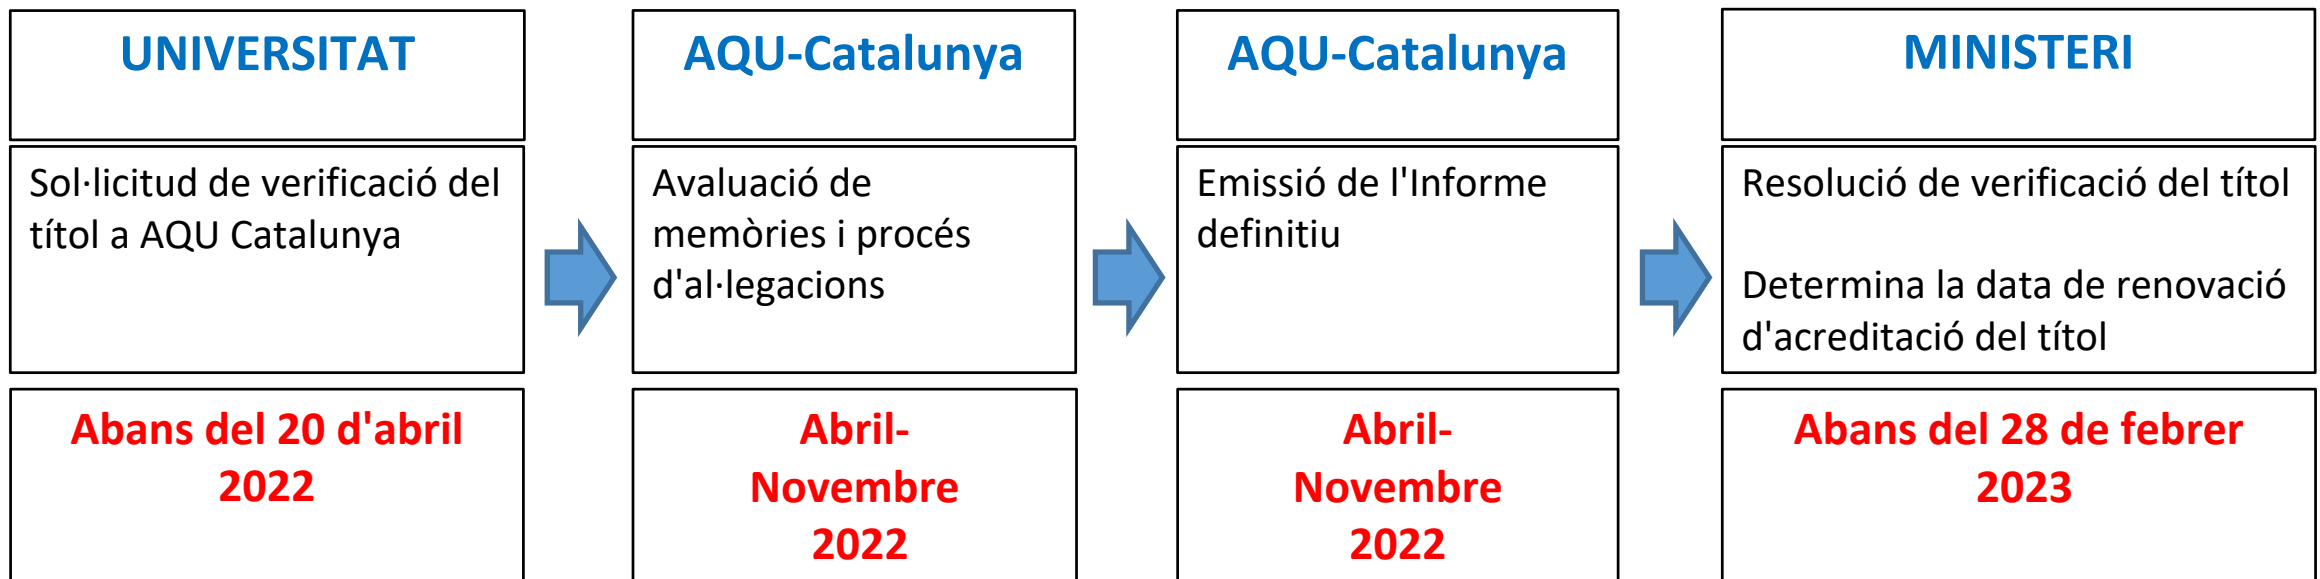 UNIVERSITAT
AQU-Catalunya
AQU-Catalunya
MINISTERI
Sol·licitud de verificació del
títol a AQU Catalunya
Avaluació de
memòries i procés
d'al·legacions
Emissió de l'Informe
definitiu
Resolució de verificació del títol
Determina la data de renovació
d'acreditació del títol
Abans del 20 d'abril
2022
Abril-
Novembre
2022
Abril-
Novembre
2022
Abans del 28 de febrer
2023